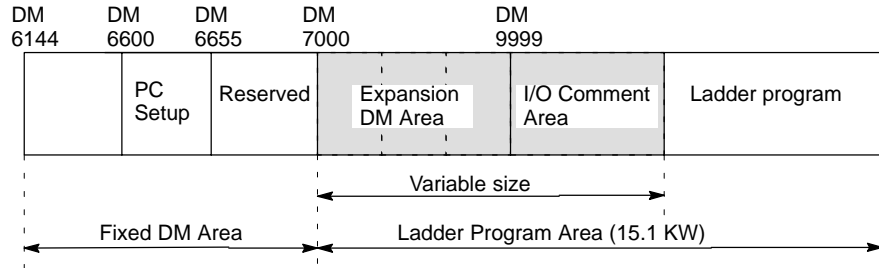 DM DM DM DM DM
6144 6600 6655 7000 9999
PC Setup
Reserved
Expansion DM Area
I/O Comment Area
Ladder program
Variable size
Fixed DM Area
Ladder Program Area (15.1 KW)